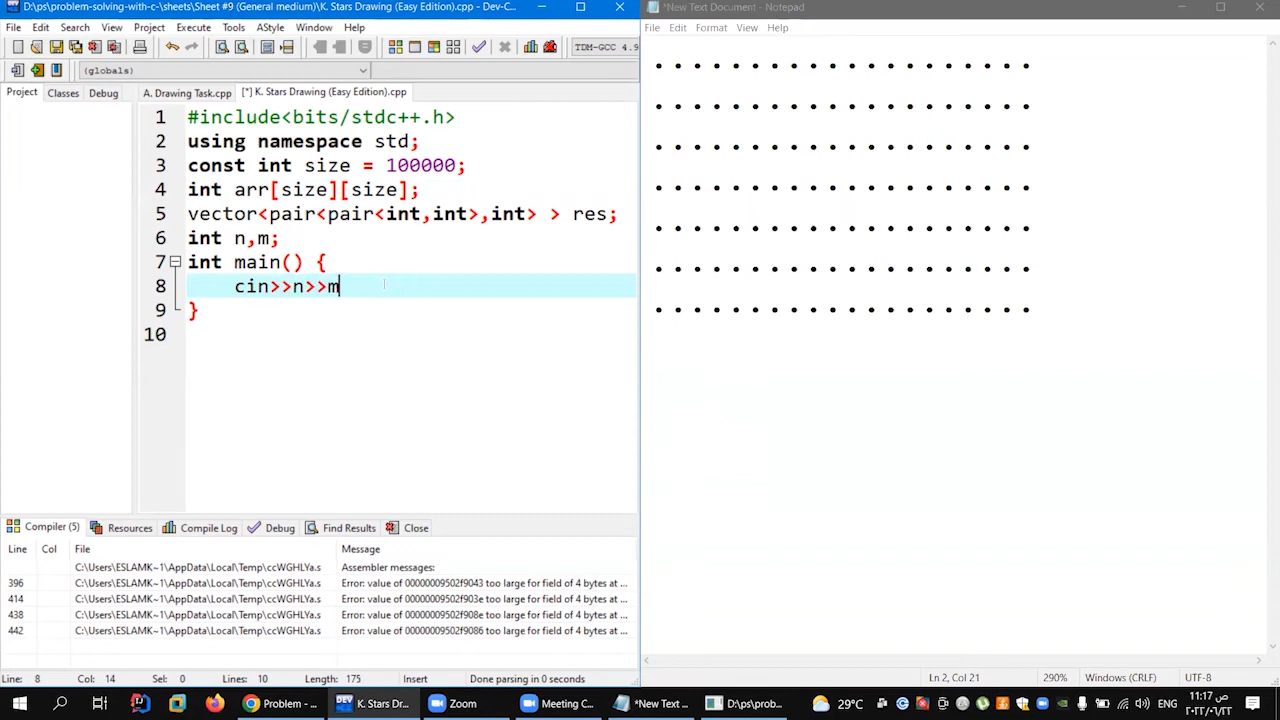 D:\ps\problem-solving-with-c\sheets\Sheet #9 (General medium)\K. Stars Drawing (Easy Edition).cpp - Dev-C...
File Edit Search View Project Execute Tools AStyle Window Help
TDM-GCC 4.9
(globals)
Project Classes Debug
A. Drawing Task.cpp [*] K. Stars Drawing (Easy Edition).cpp
1 #include<bits/stdc++.h>
2 using namespace std;
3 const int size = 100000;
4 int arr[size][size];
5 vector<pair<pair<int,int>,int> > res;
6 int n,m;
7 int main() {
8 cin>>n>>m
9 }
10
Compiler (5) Resources Compile Log Debug Find Results Close
Line Col File Message
C:\Users\ESLAMK~1\AppData\Local\Temp\ccWGHLYa.s Assembler messages:
396 C:\Users\ESLAMK~1\AppData\Local\Temp\ccWGHLYa.s Error: value of 00000009502f9043 too large for field of 4 bytes at ...
414 C:\Users\ESLAMK~1\AppData\Local\Temp\ccWGHLYa.s Error: value of 00000009502f903e too large for field of 4 bytes at ...
438 C:\Users\ESLAMK~1\AppData\Local\Temp\ccWGHLYa.s Error: value of 00000009502f908e too large for field of 4 bytes at ...
442 C:\Users\ESLAMK~1\AppData\Local\Temp\ccWGHLYa.s Error: value of 00000009502f9086 too large for field of 4 bytes at ...
Line: 8 Col: 14 Sel: 0 Lines: 10 Length: 175 Insert Done parsing in 0 seconds
*New Text Document - Notepad
File Edit Format View Help
. . . . . . . . . . . . . . . . . . . .
. . . . . . . . . . . . . . . . . . . .
. . . . . . . . . . . . . . . . . . . .
. . . . . . . . . . . . . . . . . . . .
. . . . . . . . . . . . . . . . . . . .
. . . . . . . . . . . . . . . . . . . .
. . . . . . . . . . . . . . . . . . . .
Ln 2, Col 21 290% Windows (CRLF) UTF-8
Problem - ... K. Stars Dr... Zoom Meeting C... *New Text ... D:\ps\prob... 29°C
11:17 ص